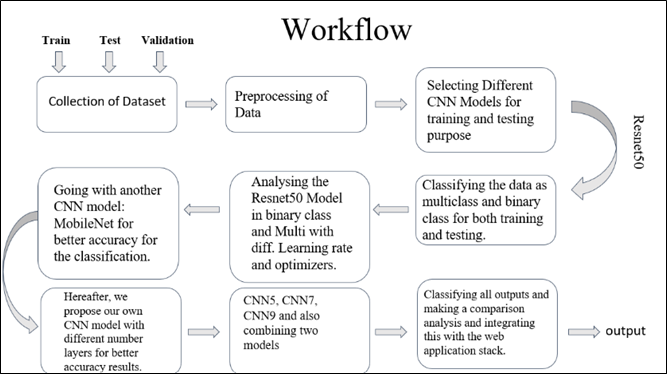 Workflow
Train Test Validation
Collection of Dataset
Preprocessing of
Data
Selecting Different
CNN Models for
training and testing
purpose
Resnet50
Classifying the data as
multiclass and binary
class for both training
and testing.
Analysing the
Resnet50 Model
in binary class
and Multi with
diff. Learning rate
and optimizers.
Going with another
CNN model:
MobileNet for
better accuracy for
the classification.
Hereafter, we
propose our own
CNN model with
different number
layers for better
accuracy results.
CNN5, CNN7,
CNN9 and also
combining two
models
Classifying all outputs and
making a comparison
analysis and integrating
this with the web
application stack.
output